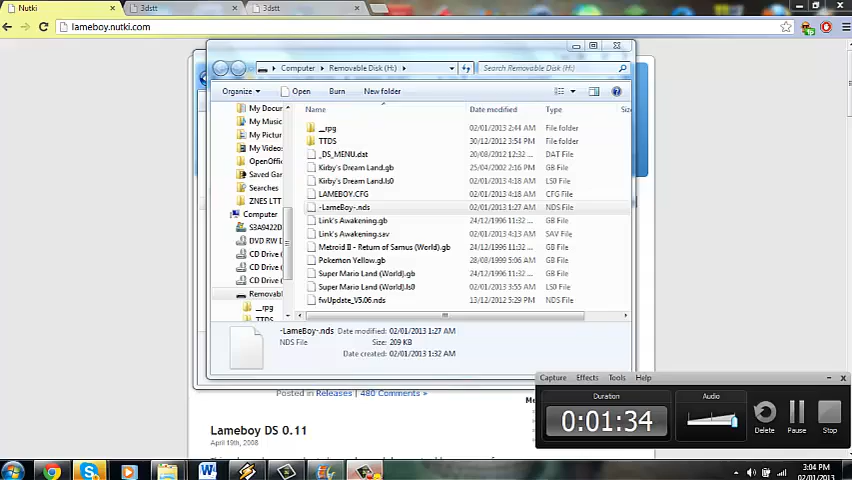 Nutki
3dstt
3dstt
lameboy.nutki.com
Computer
Removable Disk (H:)
Search Removable Disk (H:)
Organize
Open
Burn
New folder
Name
Date modified
Type
My Docur
My Music
My Picture
My Videos
OpenOffic
Saved Gar
Searches
ZNES LTT
Computer
DVD RW D
CD Drive (
CD Drive (
CD Drive (
Removabl
__rpg
TTDS
__rpg 02/01/2013 2:44 AM File folder
TTDS 30/12/2012 3:54 PM File folder
_DS_MENU.dat 20/08/2012 12:32 ... DAT File
Kirby's Dream Land.gb 25/04/2002 2:16 PM GB File
Kirby's Dream Land.ls0 02/01/2013 4:18 AM LS0 File
LAMEBOY.CFG 02/01/2013 4:18 AM CFG File
-LameBoy-.nds 02/01/2013 1:27 AM NDS File
Link's Awakening.gb 24/12/1996 11:32 ... GB File
Link's Awakening.sav 02/01/2013 4:13 AM SAV File
Metroid II - Return of Samus (World).gb 24/12/1996 11:32 ... GB File
Pokemon Yellow.gb 28/08/1999 5:06 AM GB File
Super Mario Land (World).gb 24/12/1996 11:32 ... GB File
Super Mario Land (World).ls0 02/01/2013 3:55 AM LS0 File
fwUpdate_V5.06.nds 13/12/2012 5:29 PM NDS File
-LameBoy-.nds Date modified: 02/01/2013 1:27 AM
NDS File Size: 209 KB
Date created: 02/01/2013 1:32 AM
Posted in Releases | 480 Comments »
Lameboy DS 0.11
April 19th, 2008
Capture Effects Tools Help
Duration
0:01:34
Audio
Delete
Pause
Stop
3:04 PM
02/01/2013